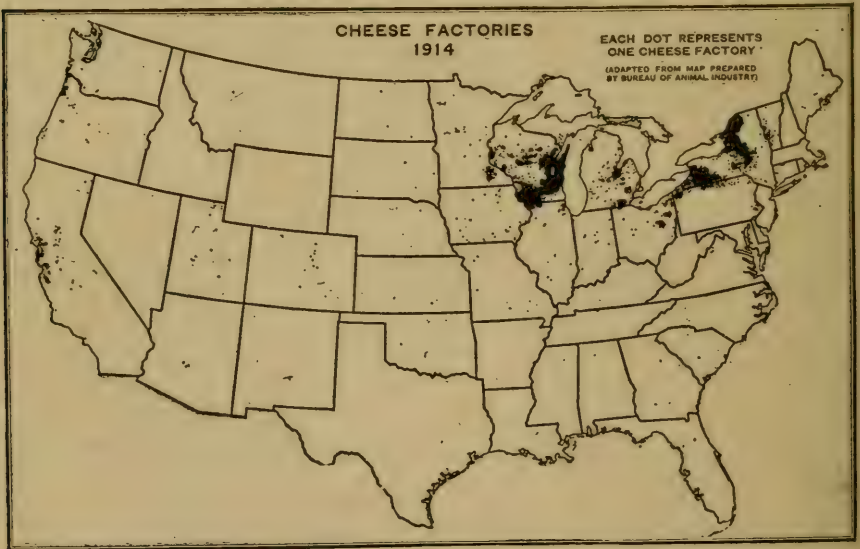 CHEESE FACTORIES
1914
EACH DOT REPRESENTS
ONE CHEESE FACTORY
(ADAPTED FROM MAP PREPARED
BY BUREAU OF ANIMAL INDUSTRY)